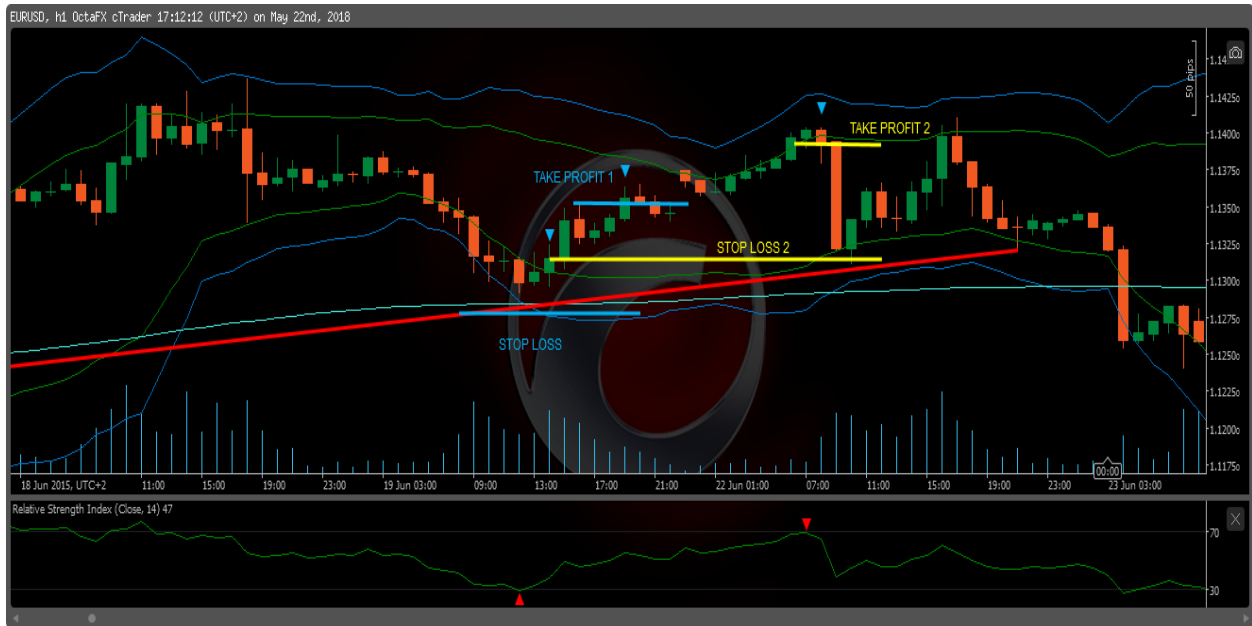 EURUSD, h1 OctaFX cTrader 17:12:12 (UTC+2) on May 22nd, 2018
50 pips
1.1425
1.1400
TAKE PROFIT 2
1.1375
TAKE PROFIT 1
1.1350
STOP LOSS 2
1.1325
1.1300
1.1275
STOP LOSS
1.1250
1.1200
1.1175
00:00
18 Jun 2015, UTC+2 11:00 15:00 19:00 23:00 19 Jun 03:00 09:00 13:00 17:00 21:00 22 Jun 01:00 07:00 11:00 15:00 19:00 23:00 23 Jun 03:00
Relative Strength Index (Close, 14) 47
70
30